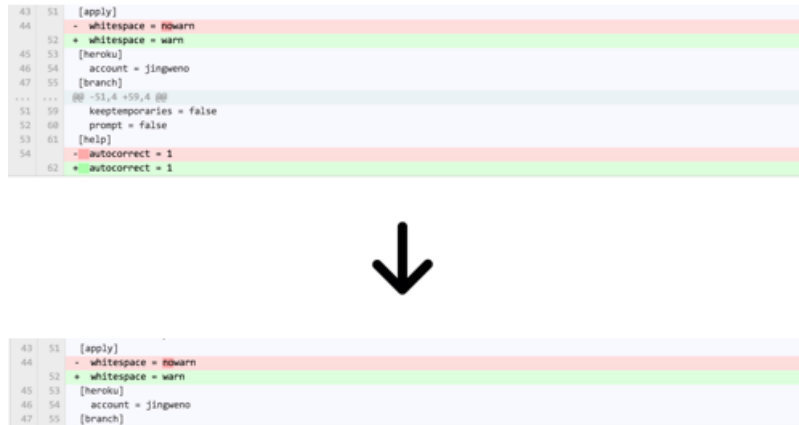 43 51 [apply]
44 - whitespace = nowarn
52 + whitespace = warn
45 53 [heroku]
46 54 account = jingweno
47 55 [branch]
... ... @@ -51,4 +59,4 @@
51 59 keeptemporaries = false
52 60 prompt = false
53 61 [help]
54 - autocorrect = 1
62 + autocorrect = 1
43 51 [apply]
44 - whitespace = nowarn
52 + whitespace = warn
45 53 [heroku]
46 54 account = jingweno
47 55 [branch]